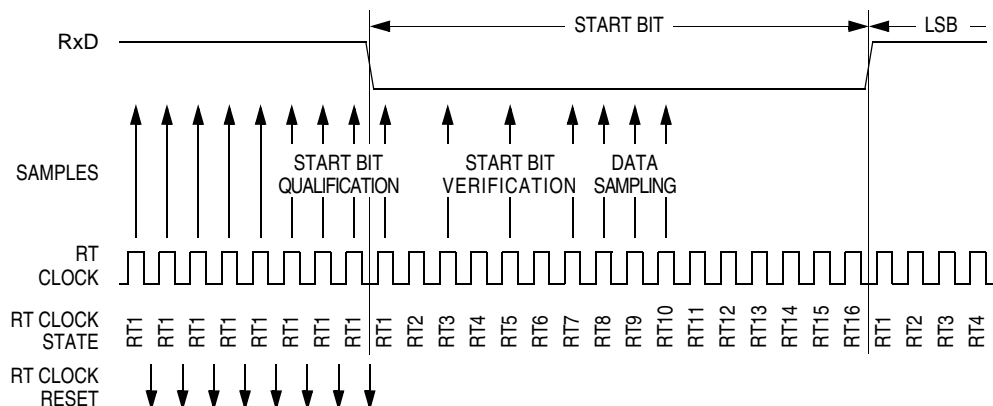 START BIT
LSB
RxD
SAMPLES
START BIT
QUALIFICATION
START BIT
VERIFICATION
DATA
SAMPLING
RT
CLOCK
RT CLOCK
STATE
RT1 RT1 RT1 RT1 RT1 RT1 RT1 RT1 RT1 RT2 RT3 RT4 RT5 RT6 RT7 RT8 RT9 RT10 RT11 RT12 RT13 RT14 RT15 RT16 RT1 RT2 RT3 RT4
RT CLOCK
RESET